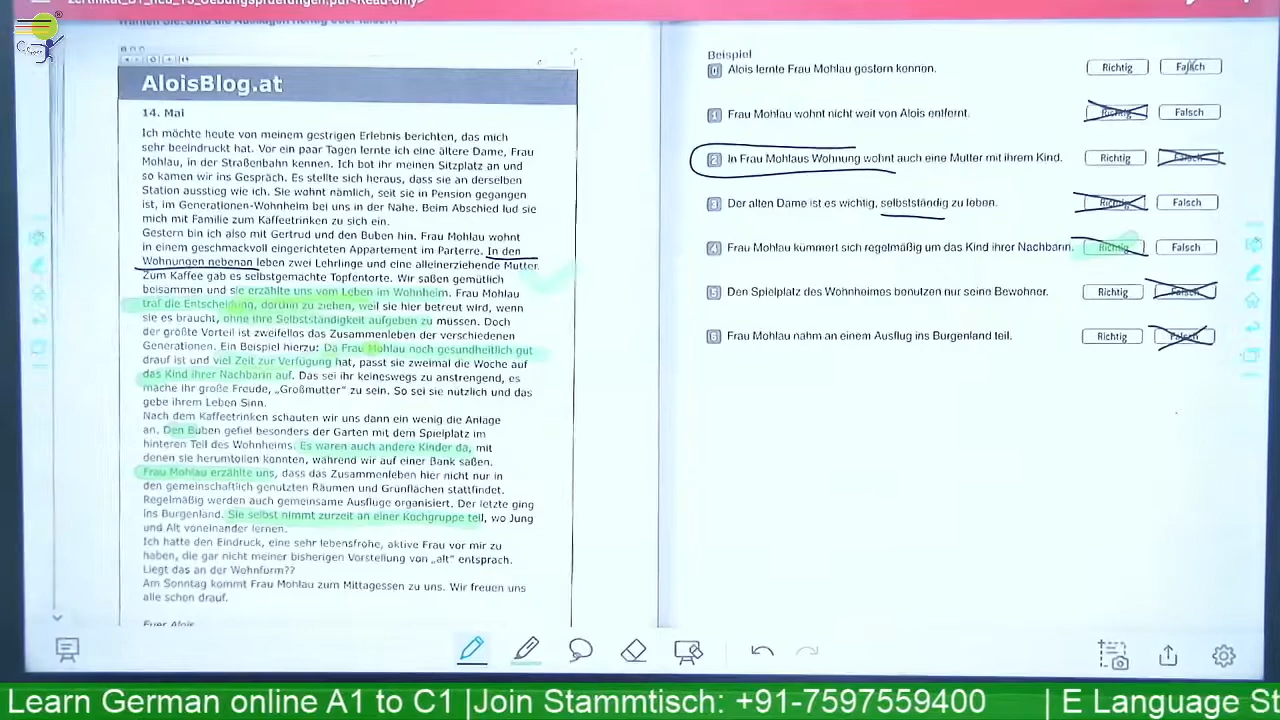 zertifikat_B1_neu_15_Uebungspruefungen.pdf<Read-only>
AloisBlog.at
14. Mai
Ich möchte heute von meinem gestrigen Erlebnis berichten, das mich
sehr beeindruckt hat. Vor ein paar Tagen lernte ich eine ältere Dame, Frau
Mohlau, in der Straßenbahn kennen. Ich bot ihr meinen Sitzplatz an und
so kamen wir ins Gespräch. Es stellte sich heraus, dass sie an derselben
Station ausstieg wie ich. Sie wohnt nämlich, seit sie in Pension gegangen
ist, im Generationen-Wohnheim bei uns in der Nähe. Beim Abschied lud sie
mich mit Familie zum Kaffeetrinken zu sich ein.
Gestern bin ich also mit Gertrud und den Buben hin. Frau Mohlau wohnt
in einem geschmackvoll eingerichteten Appartement im Parterre. In den
Wohnungen nebenan leben zwei Lehrlinge und eine alleinerziehende Mutter.
Zum Kaffee gab es selbstgemachte Topfentorte. Wir saßen gemütlich
beisammen und sie erzählte uns vom Leben im Wohnheim. Frau Mohlau
traf die Entscheidung, dorthin zu ziehen, weil sie hier betreut wird, wenn
sie es braucht, ohne ihre Selbstständigkeit aufgeben zu müssen. Doch
der größte Vorteil ist zweifellos das Zusammenleben der verschiedenen
Generationen. Ein Beispiel hierzu: Da Frau Mohlau noch gesundheitlich gut
drauf ist und viel Zeit zur Verfügung hat, passt sie zweimal die Woche auf
das Kind ihrer Nachbarin auf. Das sei ihr keineswegs zu anstrengend, es
mache ihr große Freude, „Großmutter“ zu sein. So sei sie nützlich und das
gebe ihrem Leben Sinn.
Nach dem Kaffeetrinken schauten wir uns dann ein wenig die Anlage
an. Den Buben gefiel besonders der Garten mit dem Spielplatz im
hinteren Teil des Wohnheims. Es waren auch andere Kinder da, mit
denen sie herumtollen konnten, während wir auf einer Bank saßen.
Frau Mohlau erzählte uns, dass das Zusammenleben hier nicht nur in
den gemeinschaftlich genutzten Räumen und Grünflächen stattfindet.
Regelmäßig werden auch gemeinsame Ausflüge organisiert. Der letzte ging
ins Burgenland. Sie selbst nimmt zurzeit an einer Kochgruppe teil, wo Jung
und Alt voneinander lernen.
Ich hatte den Eindruck, eine sehr lebensfrohe, aktive Frau vor mir zu
haben, die gar nicht meiner bisherigen Vorstellung von „alt“ entsprach.
Liegt das an der Wohnform??
Am Sonntag kommt Frau Mohlau zum Mittagessen zu uns. Wir freuen uns
alle schon drauf.
Euer Alois
Beispiel
0 Alois lernte Frau Mohlau gestern kennen. Richtig Falsch
1 Frau Mohlau wohnt nicht weit von Alois entfernt. Richtig Falsch
2 In Frau Mohlaus Wohnung wohnt auch eine Mutter mit ihrem Kind. Richtig Falsch
3 Der alten Dame ist es wichtig, selbstständig zu leben. Richtig Falsch
4 Frau Mohlau kümmert sich regelmäßig um das Kind ihrer Nachbarin. Richtig Falsch
5 Den Spielplatz des Wohnheimes benutzen nur seine Bewohner. Richtig Falsch
6 Frau Mohlau nahm an einem Ausflug ins Burgenland teil. Richtig Falsch
Learn German online A1 to C1 |Join Stammtisch: +91-7597559400 | E Language St